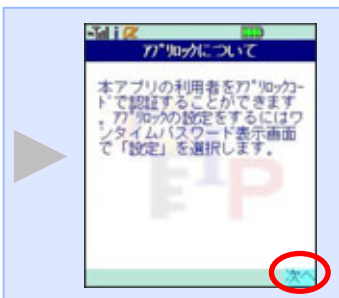 ｱﾌﾟﾘﾛｯｸについて
本アプリの利用者をｱﾌﾟﾘﾛｯｸｺｰ
ﾄﾞで認証することができます
。ｱﾌﾟﾘﾛｯｸの設定をするにはワ
ンタイムパスワード表示画面
で「設定」を選択します。
次へ